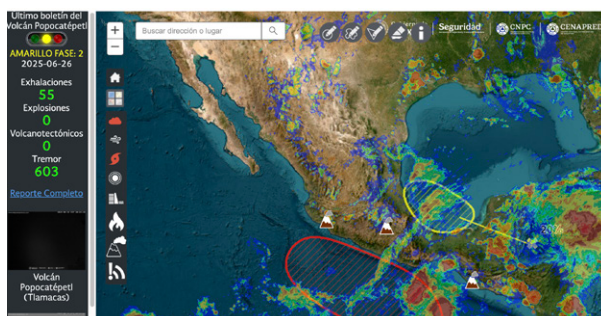 Último boletín del
Volcán Popocatépetl
AMARILLO FASE: 2
2025-06-26
Exhalaciones
55
Explosiones
0
Volcanotectónicos
0
Tremor
603
Reporte Completo
Volcán
Popocatépetl
(Tlamacas)
+
−
Buscar dirección o lugar
Seguridad
CNPC
CENAPRED